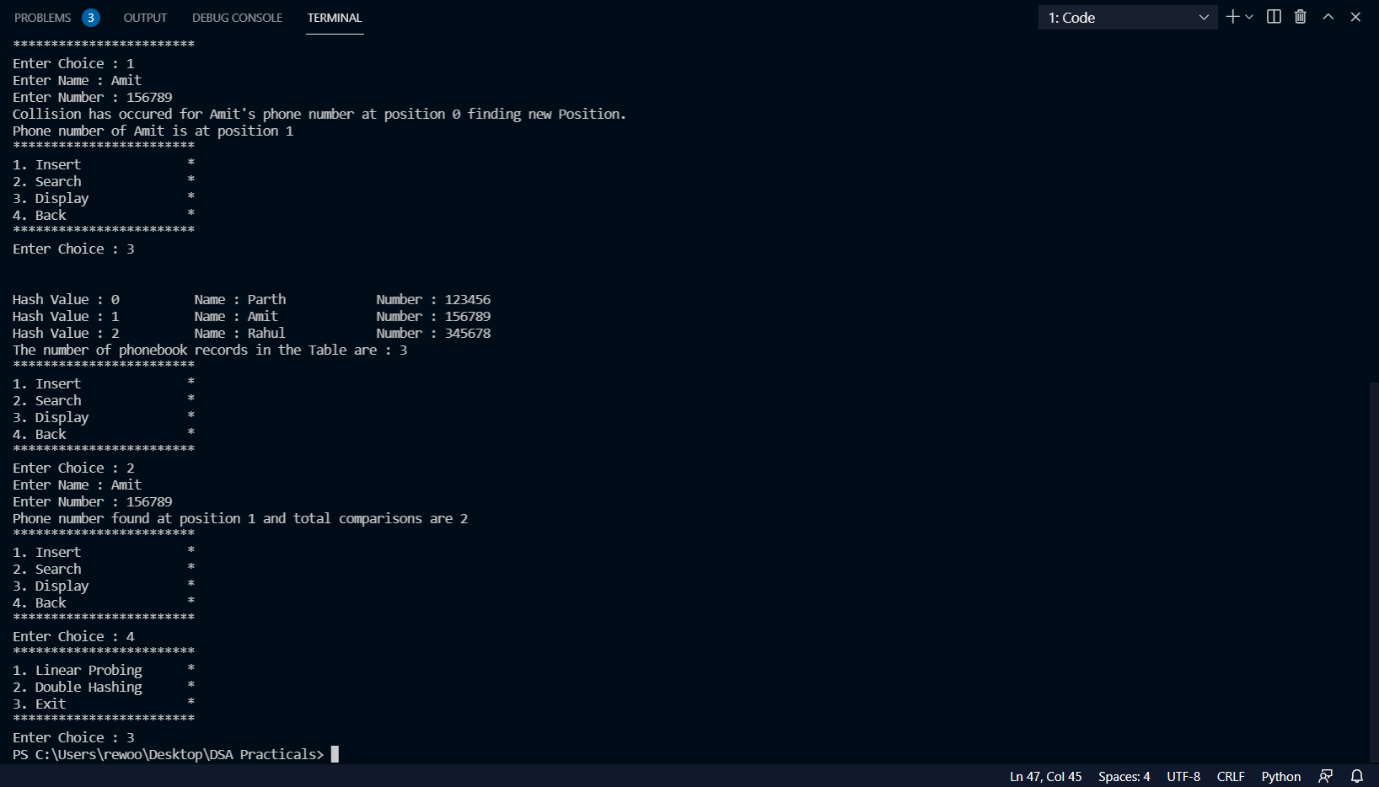 PROBLEMS 3 OUTPUT DEBUG CONSOLE TERMINAL 1: Code
************************
Enter Choice : 1
Enter Name : Amit
Enter Number : 156789
Collision has occured for Amit's phone number at position 0 finding new Position.
Phone number of Amit is at position 1
************************
1. Insert *
2. Search *
3. Display *
4. Back *
************************
Enter Choice : 3
Hash Value : 0 Name : Parth Number : 123456
Hash Value : 1 Name : Amit Number : 156789
Hash Value : 2 Name : Rahul Number : 345678
The number of phonebook records in the Table are : 3
************************
1. Insert *
2. Search *
3. Display *
4. Back *
************************
Enter Choice : 2
Enter Name : Amit
Enter Number : 156789
Phone number found at position 1 and total comparisons are 2
************************
1. Insert *
2. Search *
3. Display *
4. Back *
************************
Enter Choice : 4
************************
1. Linear Probing *
2. Double Hashing *
3. Exit *
************************
Enter Choice : 3
PS C:\Users\rewoo\Desktop\DSA Practicals>
Ln 47, Col 45 Spaces: 4 UTF-8 CRLF Python